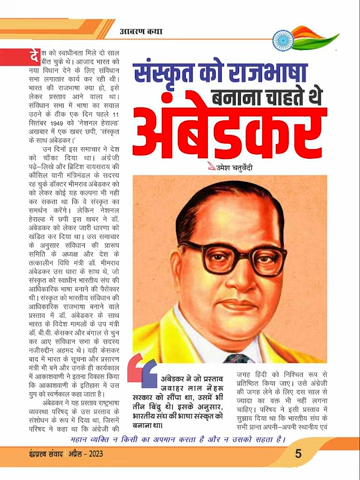 आवरण कथा
संस्कृत को राजभाषा
बनाना चाहते थे
अंबेडकर
उमेश चतुर्वेदी
देश को स्वाधीनता मिले दो साल
बीत चुके थे। आजाद भारत को
नया विधान देने के लिए संविधान
सभा लगातार कार्य कर रही थी।
भारत की राजभाषा क्या हो, इसे
लेकर प्रस्ताव आने वाला था।
संविधान सभा में भाषा का सवाल
उठने के ठीक एक दिन पहले 11
सितंबर 1949 को 'नेशनल हेराल्ड'
अखबार में एक खबर छपी, 'संस्कृत
के साथ अंबेडकर।'
उन दिनों इस समाचार ने देश
को चौंका दिया था। अंग्रेजी
पढ़े-लिखे और ब्रिटिश वायसराय की
कौंसिल यानी मंत्रिमंडल के सदस्य
रह चुके डॉक्टर भीमराव अंबेडकर को
को लेकर कोई यह कल्पना भी नहीं
कर सकता था कि वे संस्कृत का
समर्थन करेंगे। लेकिन नेशनल
हेराल्ड में छपी इस खबर ने डॉ.
अंबेडकर को लेकर जारी धारणा को
खंडित कर दिया था। उस समाचार
के अनुसार संविधान की प्रारूप
समिति के अध्यक्ष और देश के
तत्कालीन विधि मंत्री डॉ. भीमराव
अंबेडकर उस धारा के साथ थे, जो
संस्कृत को स्वाधीन भारतीय संघ की
आधिकारिक भाषा बनाने की पैरोकार
थी। संस्कृत को भारतीय संविधान की
आधिकारिक राजभाषा बनाने वाले
प्रस्ताव में डॉ. अंबेडकर के साथ
भारत के विदेश मामलों के उप मंत्री
डॉ. बी.वी. केसकर और बंगाल से चुन
कर आए संविधान सभा के सदस्य
नजीरुद्दीन अहमद थे। यही केसकर
बाद में भारत के सूचना और प्रसारण
मंत्री भी बने और उनके ही कार्यकाल
में आकाशवाणी ने इतना विकास किया
कि आकाशवाणी के इतिहास में उस
युग को स्वर्णकाल कहा जाता है।
अंबेडकर ने यह प्रस्ताव राष्ट्रभाषा
व्यवस्था परिषद के उस प्रस्ताव के
संशोधन के रूप में दिया था, जिसमें
परिषद ने कहा था कि अंग्रेजी की
अंबेडकर ने जो प्रस्ताव
जवाहर लाल नेहरू
सरकार को सौंपा था, उसमें भी
तीन बिंदु थे। इसके अनुसार,
भारतीय संघ की भाषा संस्कृत को
बनाना था।
जगह हिंदी को निश्चित रूप से
प्रतिष्ठित किया जाए। उसे अंग्रेजी
की जगह लेने के लिए दस साल से
ज्यादा का वक्त भी नहीं लगना
चाहिए। परिषद ने इसी प्रस्ताव में
सुझाव दिया था कि भारतीय संघ के
सभी प्रान्त अपनी-अपनी स्थानीय एवं
महान व्यक्ति न किसी का अपमान करता है और न उसको सहता है।
इंद्रप्रस्थ संवाद अप्रैल - 2023
5